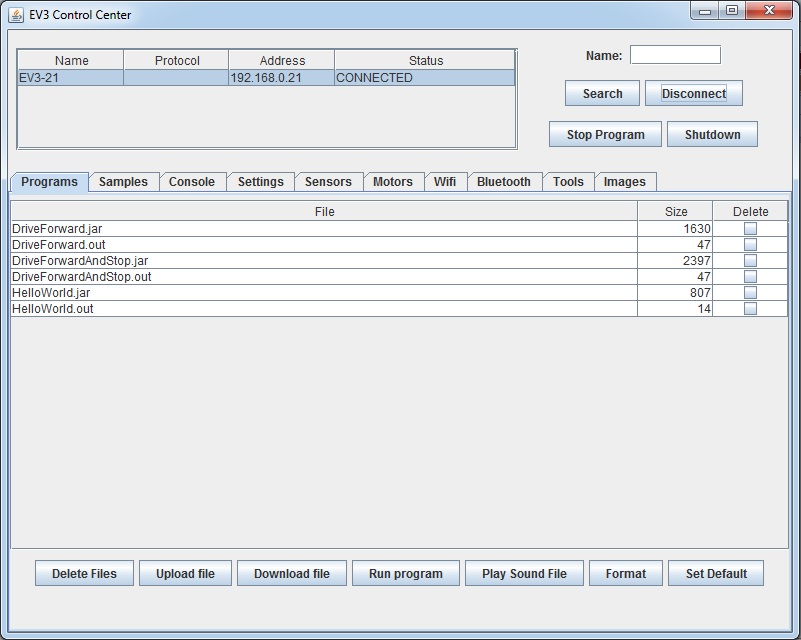 EV3 Control Center
Name Protocol Address Status
EV3-21 192.168.0.21 CONNECTED
Name:
Search Disconnect
Stop Program Shutdown
Programs Samples Console Settings Sensors Motors Wifi Bluetooth Tools Images
File Size Delete
DriveForward.jar 1630
DriveForward.out 47
DriveForwardAndStop.jar 2397
DriveForwardAndStop.out 47
HelloWorld.jar 807
HelloWorld.out 14
Delete Files Upload file Download file Run program Play Sound File Format Set Default